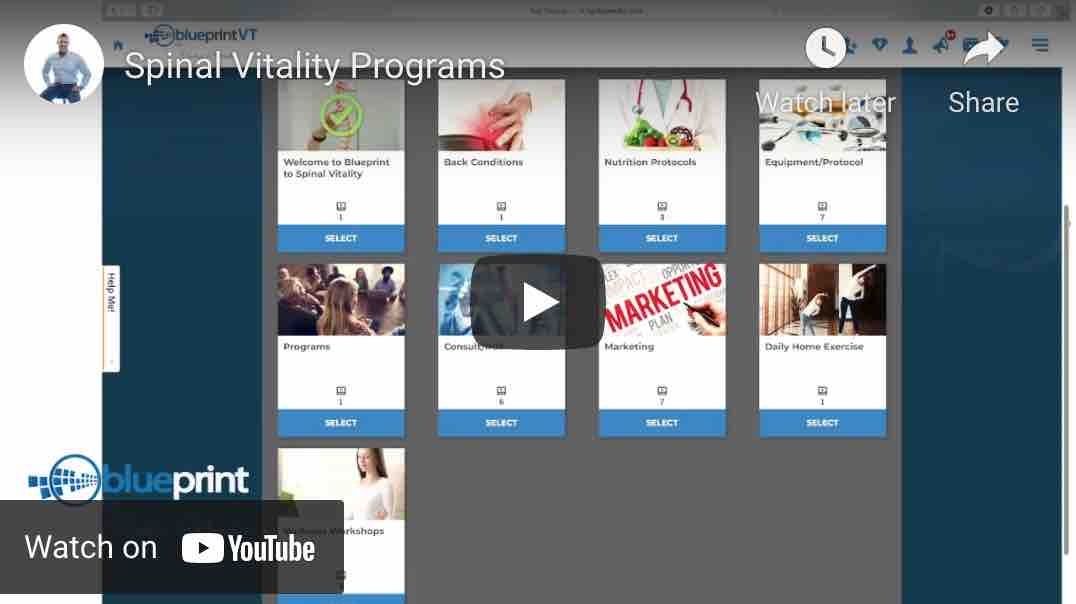 blueprintVT
Spinal Vitality Programs
Watch later
Share
Welcome to Blueprint
to Spinal Vitality
1
SELECT
Back Conditions
1
SELECT
Nutrition Protocols
3
SELECT
Equipment/Protocol
7
SELECT
Help Me!
Programs
1
SELECT
6
SELECT
OPPORTU
MARKETING
PLAN
Marketing
7
SELECT
Daily Home Exercise
1
SELECT
blueprint
Workshops
Watch on YouTube